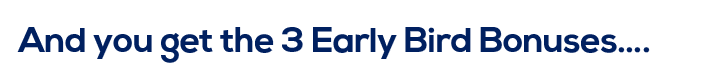 And you get the 3 Early Bird Bonuses....